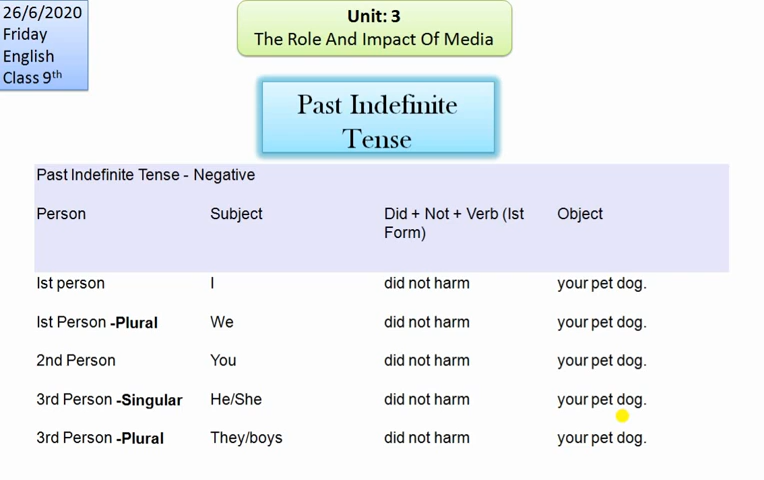 26/6/2020
Friday
English
Class 9th
Unit: 3
The Role And Impact Of Media
Past Indefinite
Tense
Past Indefinite Tense - Negative
Person Subject Did + Not + Verb (Ist Form) Object
Ist person I did not harm your pet dog.
Ist Person -Plural We did not harm your pet dog.
2nd Person You did not harm your pet dog.
3rd Person -Singular He/She did not harm your pet dog.
3rd Person -Plural They/boys did not harm your pet dog.